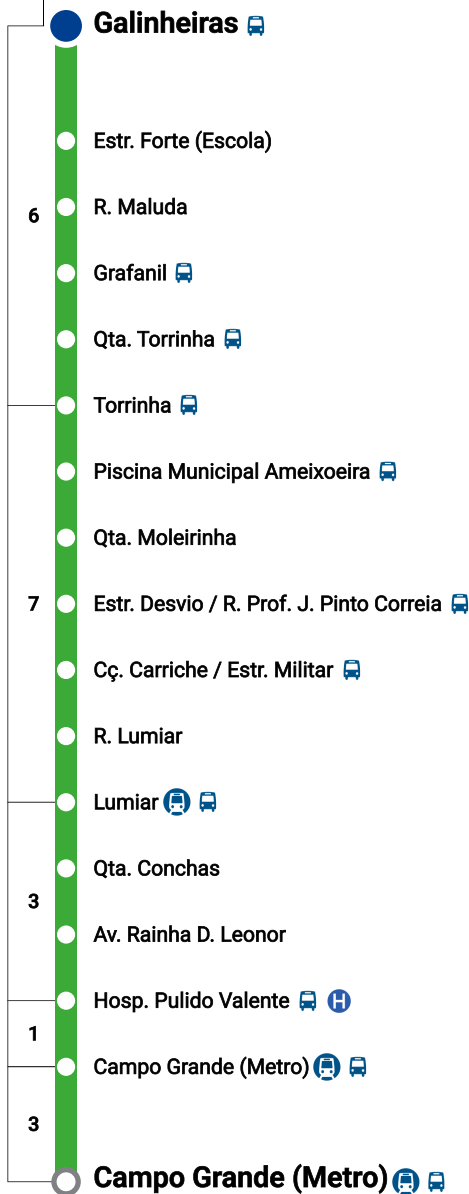 Galinheiras
Estr. Forte (Escola)
6
R. Maluda
Grafanil
Qta. Torrinha
Torrinha
Piscina Municipal Ameixoeira
Qta. Moleirinha
7
Estr. Desvio / R. Prof. J. Pinto Correia
Cç. Carriche / Estr. Militar
R. Lumiar
Lumiar
Qta. Conchas
3
Av. Rainha D. Leonor
Hosp. Pulido Valente H
1
Campo Grande (Metro)
3
Campo Grande (Metro)